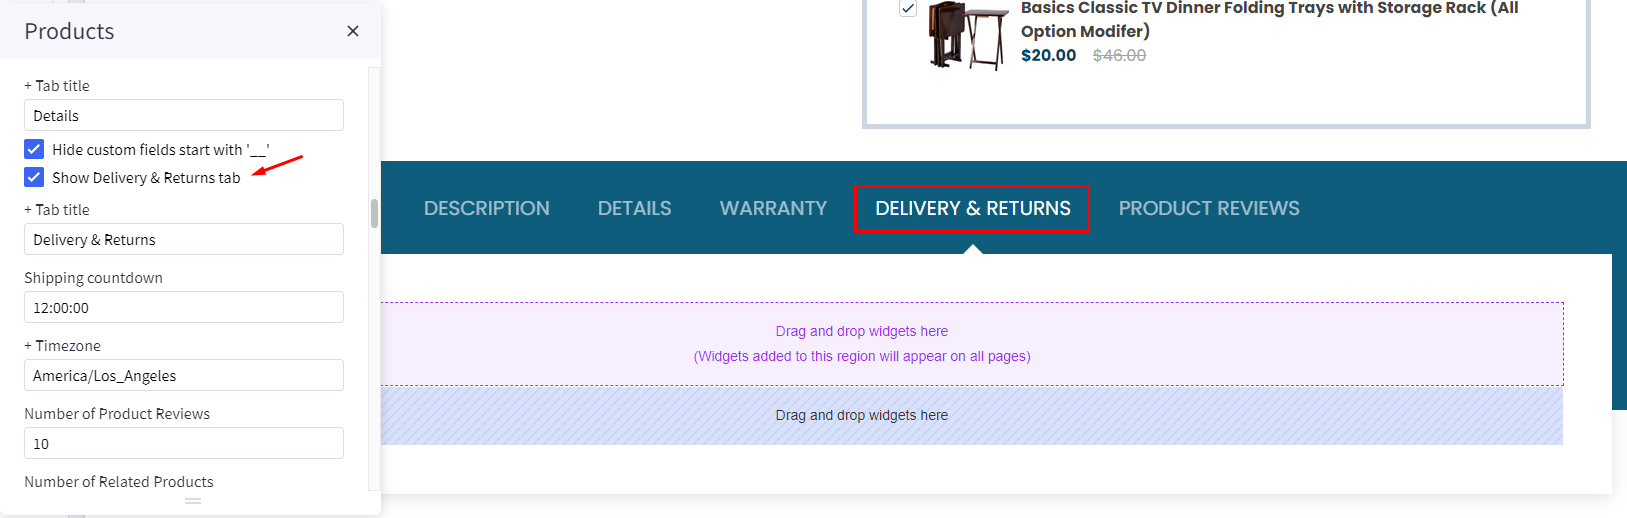 Products
+ Tab title
Details
Hide custom fields start with '__'
Show Delivery & Returns tab
+ Tab title
Delivery & Returns
Shipping countdown
12:00:00
+ Timezone
America/Los_Angeles
Number of Product Reviews
10
Number of Related Products
Basics Classic TV Dinner Folding Trays with Storage Rack (All
Option Modifer)
$20.00 $46.00
DESCRIPTION DETAILS WARRANTY DELIVERY & RETURNS PRODUCT REVIEWS
Drag and drop widgets here
(Widgets added to this region will appear on all pages)
Drag and drop widgets here